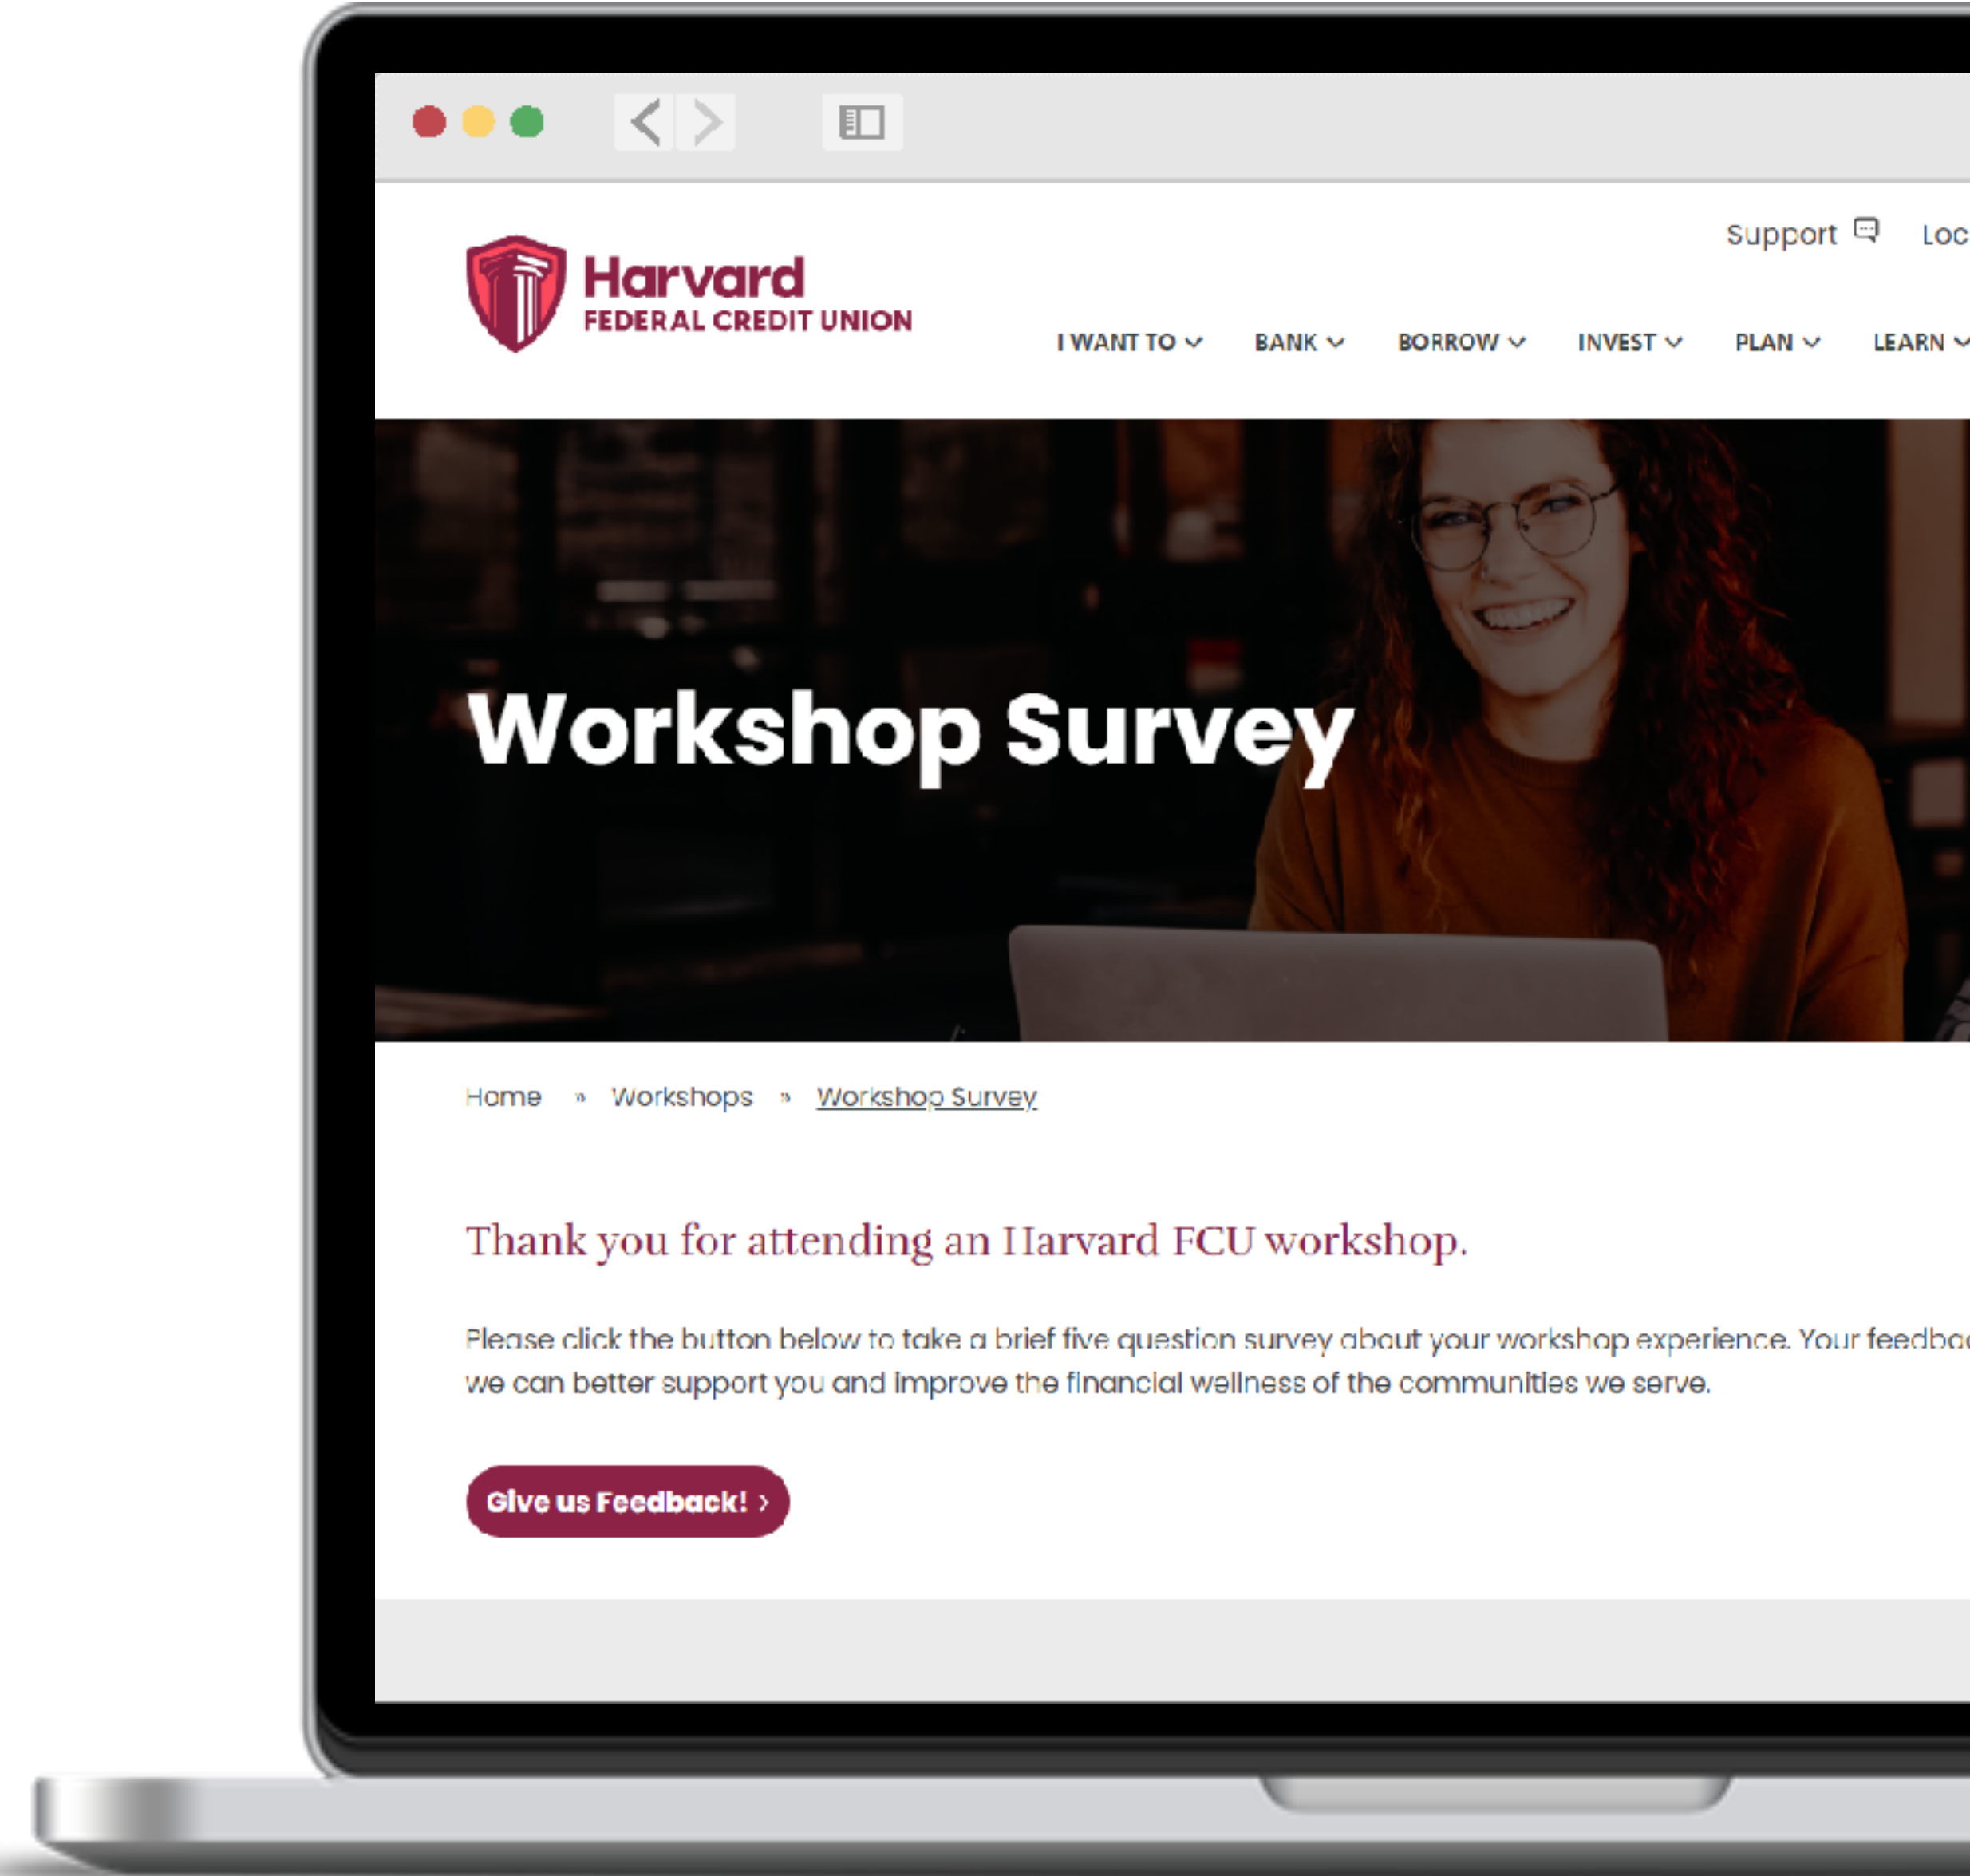 Support Loc
Harvard
FEDERAL CREDIT UNION
I WANT TO BANK BORROW INVEST PLAN LEARN
Workshop Survey
Home » Workshops » Workshop Survey
Thank you for attending an Harvard FCU workshop.
Please click the button below to take a brief five question survey about your workshop experience. Your feedbac
we can better support you and improve the financial wellness of the communities we serve.
Give us Feedback! ›